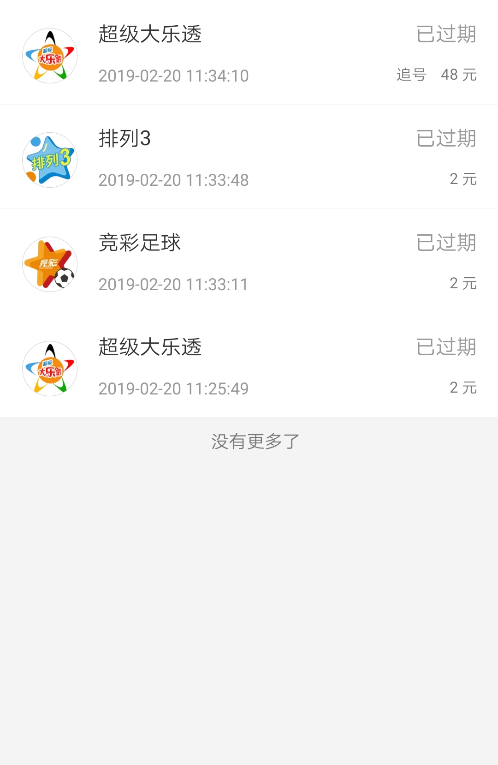 超级大乐透 已过期
2019-02-20 11:34:10 追号 48 元
排列3 已过期
2019-02-20 11:33:48 2 元
竞彩足球 已过期
2019-02-20 11:33:11 2 元
超级大乐透 已过期
2019-02-20 11:25:49 2 元
没有更多了